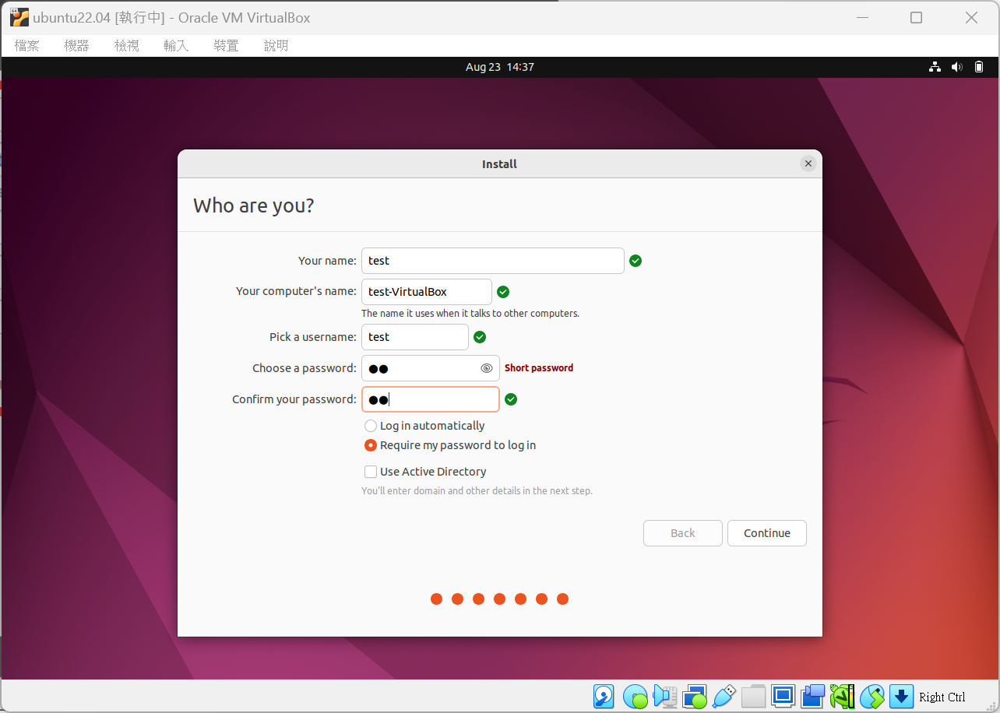 ubuntu22.04 [執行中] - Oracle VM VirtualBox
檔案 機器 檢視 輸入 裝置 說明
Aug 23 14:37
Install
Who are you?
Your name: test
Your computer's name: test-VirtualBox
The name it uses when it talks to other computers.
Pick a username: test
Choose a password: ●● Short password
Confirm your password: ●●
Log in automatically
Require my password to log in
Use Active Directory
You'll enter domain and other details in the next step.
Back Continue
Right Ctrl